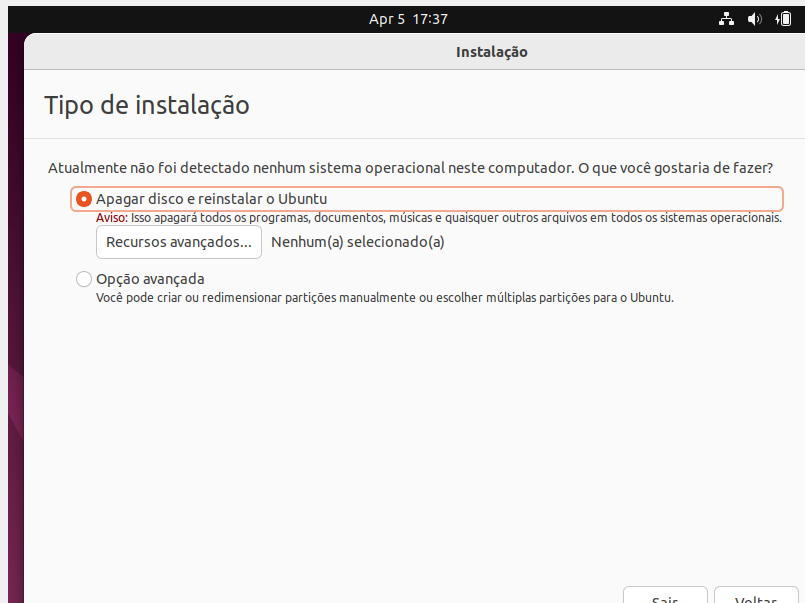 Apr 5 17:37
Instalação
Tipo de instalação
Atualmente não foi detectado nenhum sistema operacional neste computador. O que você gostaria de fazer?
Apagar disco e reinstalar o Ubuntu
Aviso: Isso apagará todos os programas, documentos, músicas e quaisquer outros arquivos em todos os sistemas operacionais.
Recursos avançados... Nenhum(a) selecionado(a)
Opção avançada
Você pode criar ou redimensionar partições manualmente ou escolher múltiplas partições para o Ubuntu.
Sair Voltar